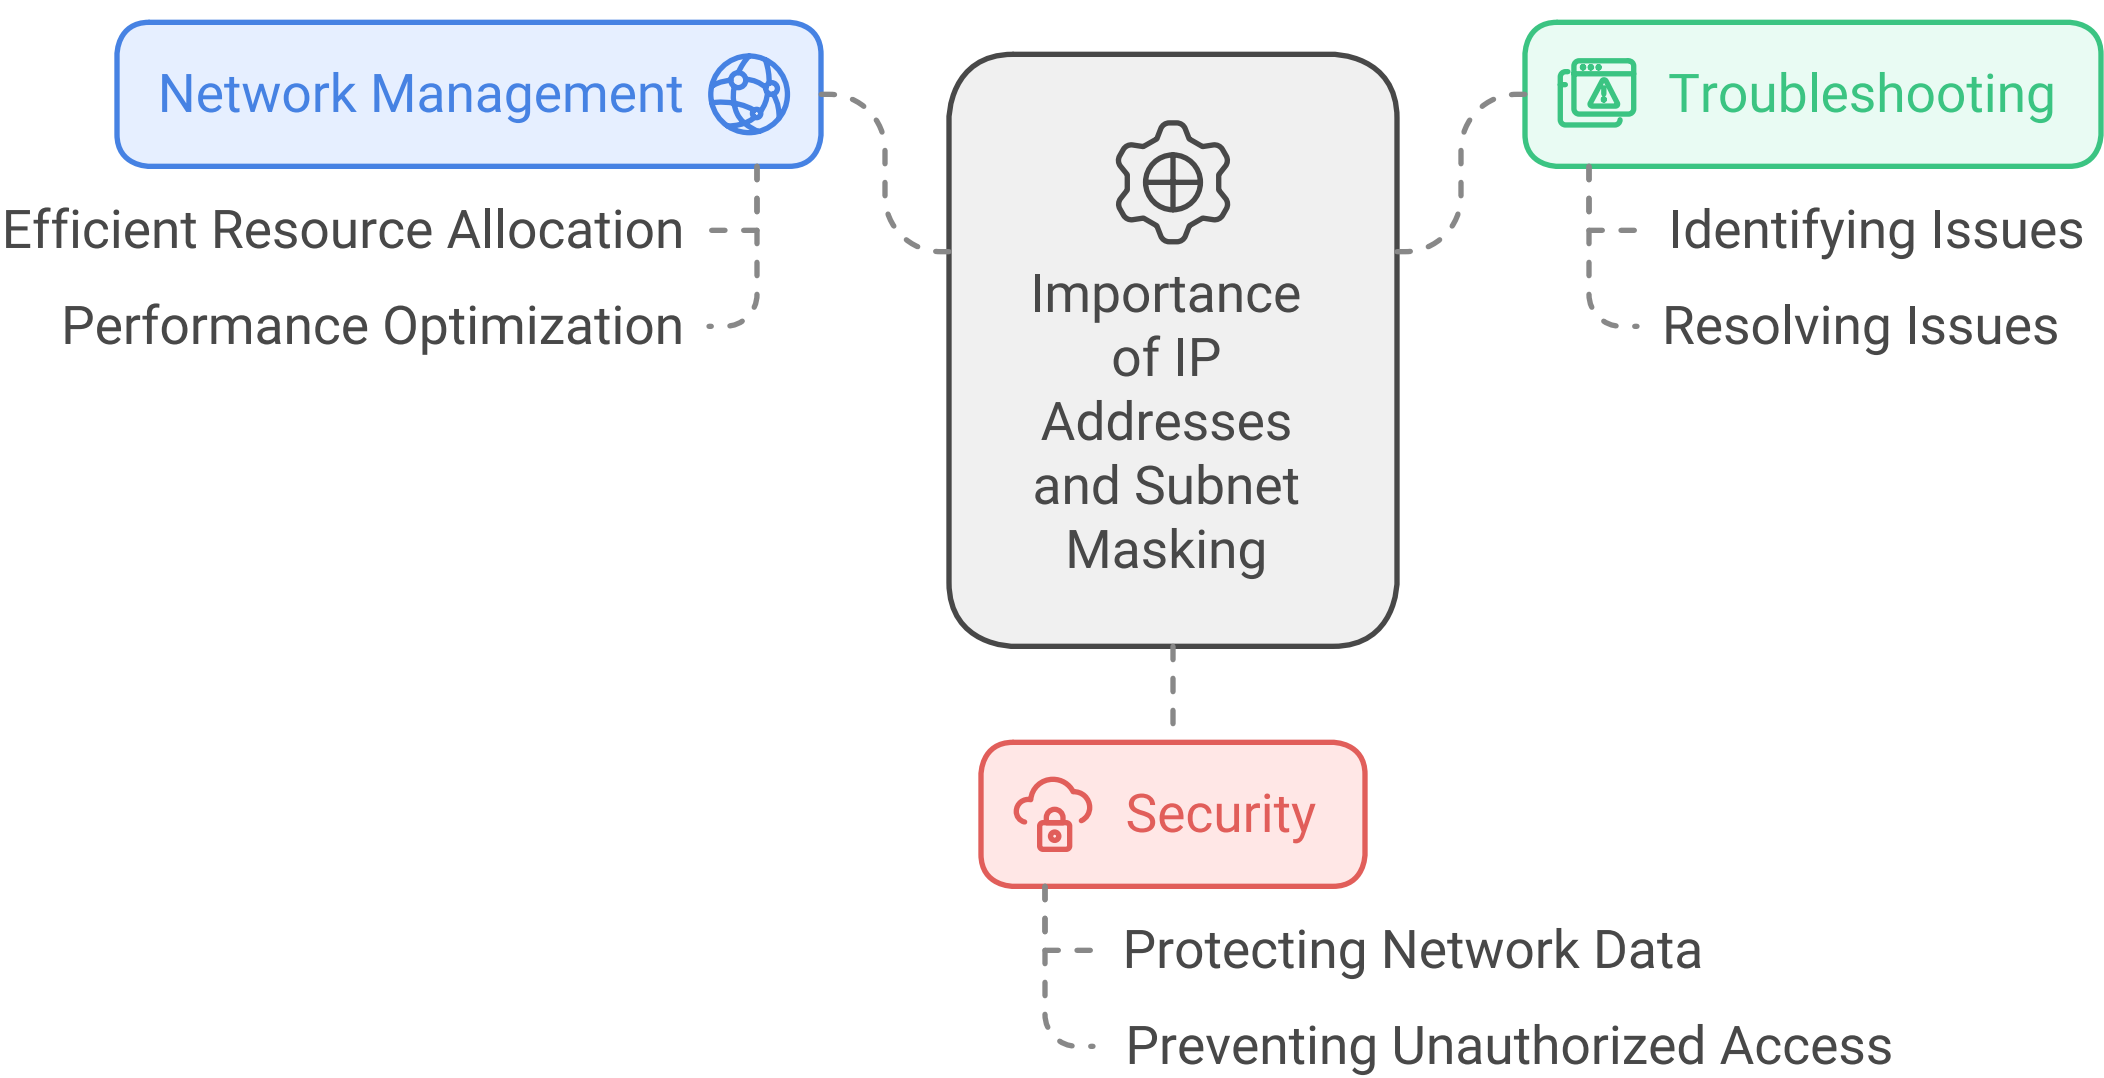 Network Management
Efficient Resource Allocation
Performance Optimization
Importance
of IP
Addresses
and Subnet
Masking
Troubleshooting
Identifying Issues
Resolving Issues
Security
Protecting Network Data
Preventing Unauthorized Access